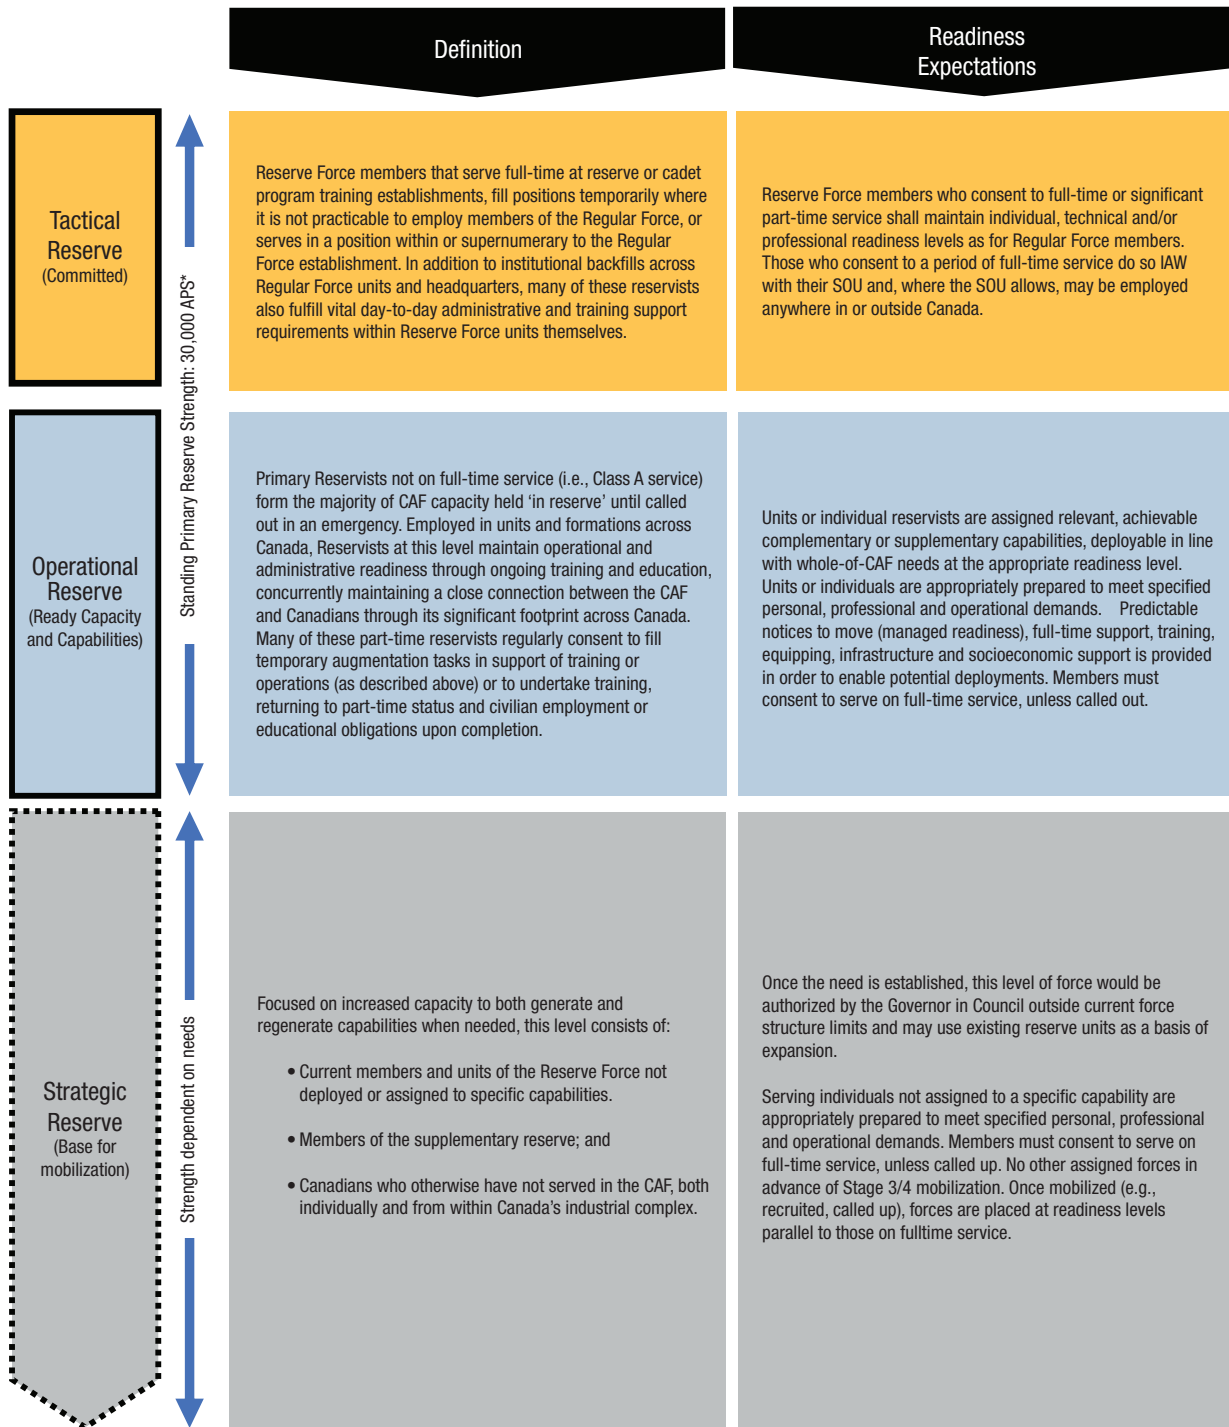 Definition
Readiness
Expectations
Tactical
Reserve
(Committed)
Standing Primary Reserve Strength: 30,000 APS*
Reserve Force members that serve full-time at reserve or cadet
program training establishments, fill positions temporarily where
it is not practicable to employ members of the Regular Force, or
serves in a position within or supernumerary to the Regular
Force establishment. In addition to institutional backfills across
Regular Force units and headquarters, many of these reservists
also fulfill vital day-to-day administrative and training support
requirements within Reserve Force units themselves.
Reserve Force members who consent to full-time or significant
part-time service shall maintain individual, technical and/or
professional readiness levels as for Regular Force members.
Those who consent to a period of full-time service do so IAW
with their SOU and, where the SOU allows, may be employed
anywhere in or outside Canada.
Operational
Reserve
(Ready Capacity
and Capabilities)
Primary Reservists not on full-time service (i.e., Class A service)
form the majority of CAF capacity held ‘in reserve’ until called
out in an emergency. Employed in units and formations across
Canada, Reservists at this level maintain operational and
administrative readiness through ongoing training and education,
concurrently maintaining a close connection between the CAF
and Canadians through its significant footprint across Canada.
Many of these part-time reservists regularly consent to fill
temporary augmentation tasks in support of training or
operations (as described above) or to undertake training,
returning to part-time status and civilian employment or
educational obligations upon completion.
Units or individual reservists are assigned relevant, achievable
complementary or supplementary capabilities, deployable in line
with whole-of-CAF needs at the appropriate readiness level.
Units or individuals are appropriately prepared to meet specified
personal, professional and operational demands. Predictable
notices to move (managed readiness), full-time support, training,
equipping, infrastructure and socioeconomic support is provided
in order to enable potential deployments. Members must
consent to serve on full-time service, unless called out.
Strategic
Reserve
(Base for
mobilization)
Strength dependent on needs
Focused on increased capacity to both generate and
regenerate capabilities when needed, this level consists of:
• Current members and units of the Reserve Force not
deployed or assigned to specific capabilities.
• Members of the supplementary reserve; and
• Canadians who otherwise have not served in the CAF, both
individually and from within Canada’s industrial complex.
Once the need is established, this level of force would be
authorized by the Governor in Council outside current force
structure limits and may use existing reserve units as a basis of
expansion.
Serving individuals not assigned to a specific capability are
appropriately prepared to meet specified personal, professional
and operational demands. Members must consent to serve on
full-time service, unless called up. No other assigned forces in
advance of Stage 3/4 mobilization. Once mobilized (e.g.,
recruited, called up), forces are placed at readiness levels
parallel to those on fulltime service.